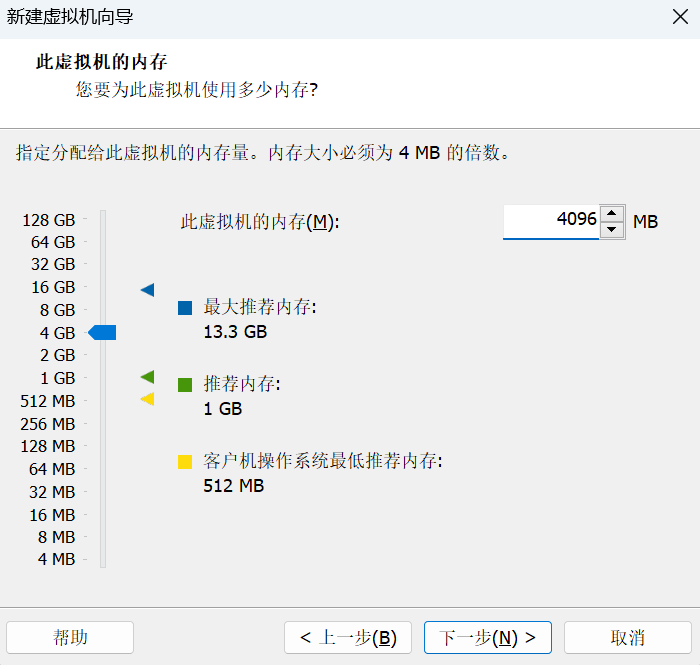 新建虚拟机向导
此虚拟机的内存
您要为此虚拟机使用多少内存?
指定分配给此虚拟机的内存量。内存大小必须为 4 MB 的倍数。
128 GB
64 GB
32 GB
16 GB
8 GB
4 GB
2 GB
1 GB
512 MB
256 MB
128 MB
64 MB
32 MB
16 MB
8 MB
4 MB
此虚拟机的内存(M):
4096 MB
最大推荐内存:
13.3 GB
推荐内存:
1 GB
客户机操作系统最低推荐内存:
512 MB
帮助
< 上一步(B)
下一步(N) >
取消